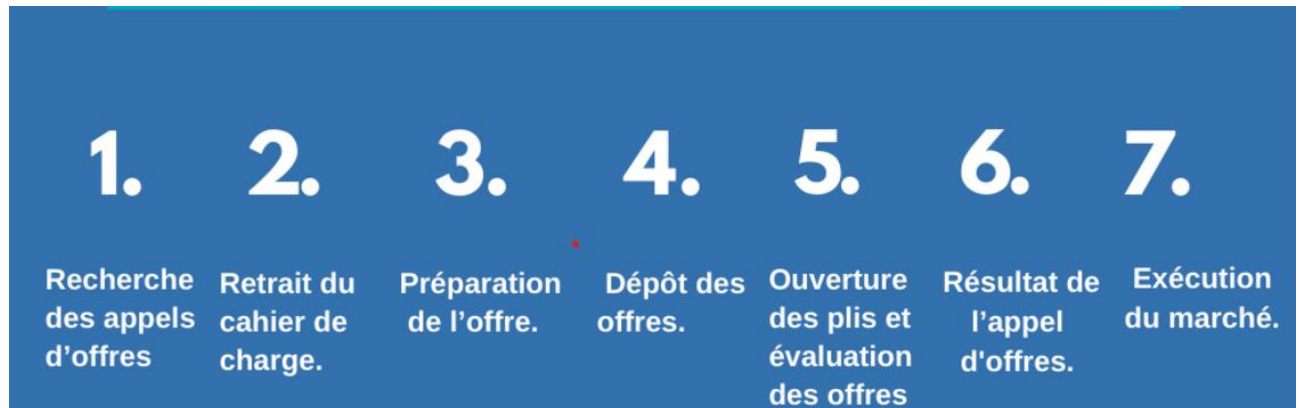 1.
Recherche
des appels
d’offres
2.
Retrait du
cahier de
charge.
3.
Préparation
de l’offre.
4.
Dépôt des
offres.
5.
Ouverture
des plis et
évaluation
des offres
6.
Résultat de
l’appel
d'offres.
7.
Exécution
du marché.